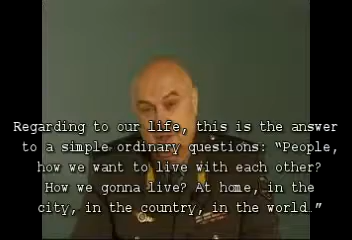 Regarding to our life, this is the answer
to a simple ordinary questions: “People,
how we want to live with each other?
How we gonna live? At home, in the
city, in the country, in the world…”